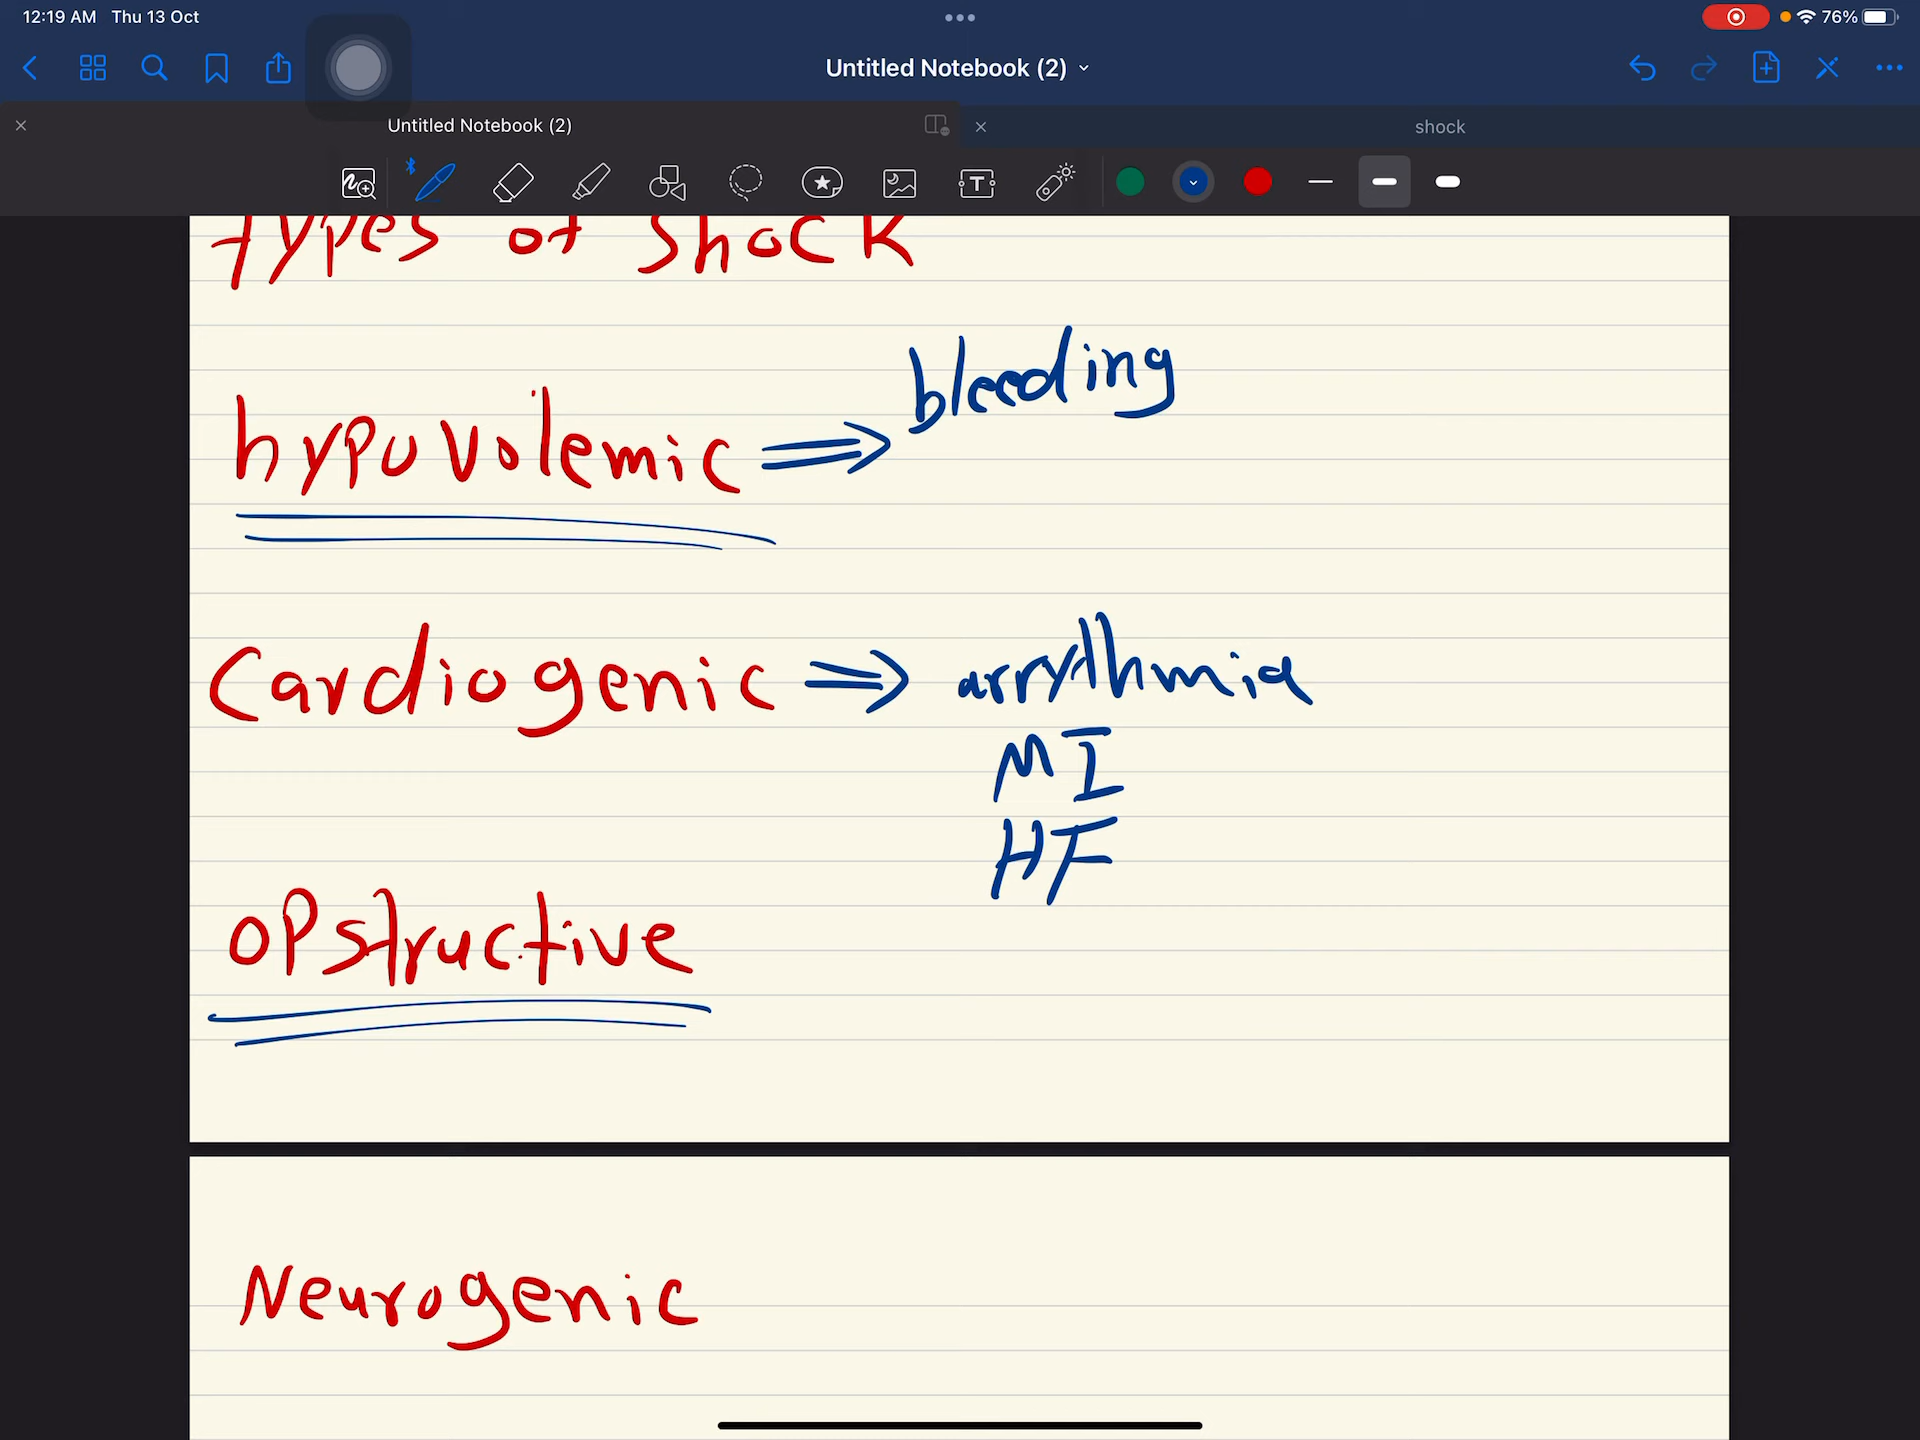 12:19 AM Thu 13 Oct
76%
Untitled Notebook (2)
Untitled Notebook (2)
shock
T
types of shock
bleeding
hypovolemic ⇒
Cardiogenic ⇒ arrythmia
MI
HF
opstructive
Neurogenic